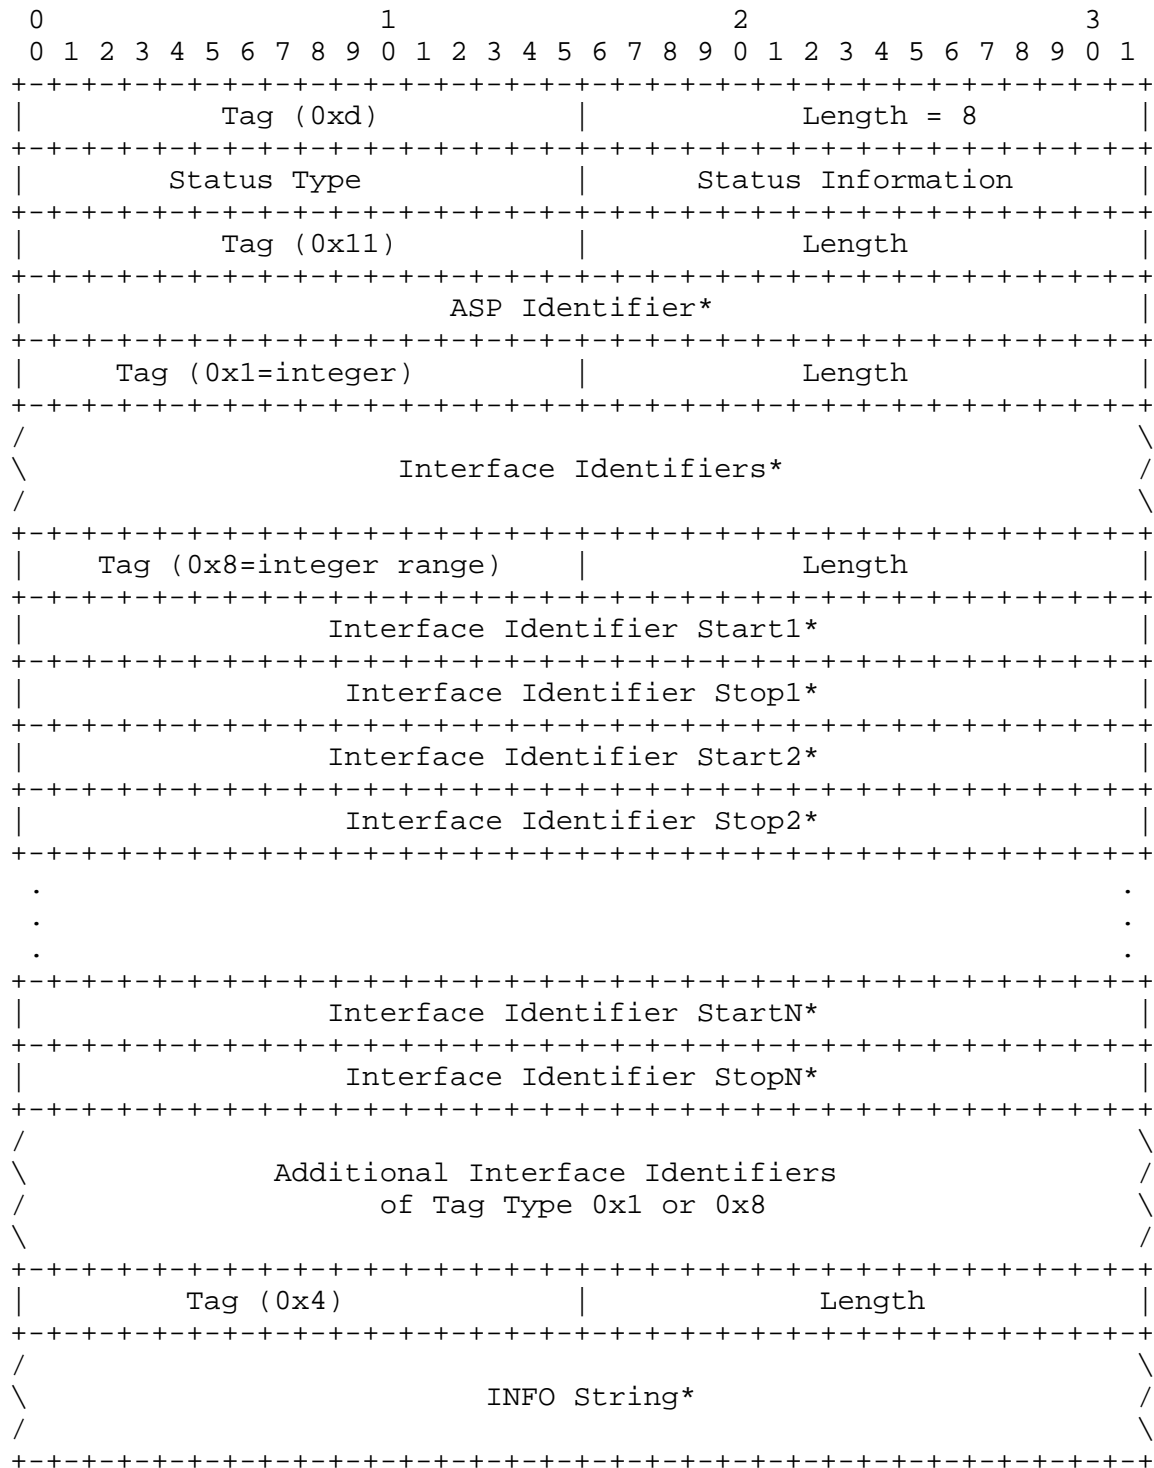 0                   1                   2                   3
 0 1 2 3 4 5 6 7 8 9 0 1 2 3 4 5 6 7 8 9 0 1 2 3 4 5 6 7 8 9 0 1
+-+-+-+-+-+-+-+-+-+-+-+-+-+-+-+-+-+-+-+-+-+-+-+-+-+-+-+-+-+-+-+-+
|           Tag (0xd)           |            Length = 8         |
+-+-+-+-+-+-+-+-+-+-+-+-+-+-+-+-+-+-+-+-+-+-+-+-+-+-+-+-+-+-+-+-+
|        Status Type            |      Status Information       |
+-+-+-+-+-+-+-+-+-+-+-+-+-+-+-+-+-+-+-+-+-+-+-+-+-+-+-+-+-+-+-+-+
|           Tag (0x11)          |            Length             |
+-+-+-+-+-+-+-+-+-+-+-+-+-+-+-+-+-+-+-+-+-+-+-+-+-+-+-+-+-+-+-+-+
|                        ASP Identifier*                        |
+-+-+-+-+-+-+-+-+-+-+-+-+-+-+-+-+-+-+-+-+-+-+-+-+-+-+-+-+-+-+-+-+
|     Tag (0x1=integer)         |            Length             |
+-+-+-+-+-+-+-+-+-+-+-+-+-+-+-+-+-+-+-+-+-+-+-+-+-+-+-+-+-+-+-+-+
/                                                               \
\                     Interface Identifiers*                    /
/                                                               \
+-+-+-+-+-+-+-+-+-+-+-+-+-+-+-+-+-+-+-+-+-+-+-+-+-+-+-+-+-+-+-+-+
|    Tag (0x8=integer range)    |            Length             |
+-+-+-+-+-+-+-+-+-+-+-+-+-+-+-+-+-+-+-+-+-+-+-+-+-+-+-+-+-+-+-+-+
|                 Interface Identifier Start1*                  |
+-+-+-+-+-+-+-+-+-+-+-+-+-+-+-+-+-+-+-+-+-+-+-+-+-+-+-+-+-+-+-+-+
|                  Interface Identifier Stop1*                  |
+-+-+-+-+-+-+-+-+-+-+-+-+-+-+-+-+-+-+-+-+-+-+-+-+-+-+-+-+-+-+-+-+
|                 Interface Identifier Start2*                  |
+-+-+-+-+-+-+-+-+-+-+-+-+-+-+-+-+-+-+-+-+-+-+-+-+-+-+-+-+-+-+-+-+
|                  Interface Identifier Stop2*                  |
+-+-+-+-+-+-+-+-+-+-+-+-+-+-+-+-+-+-+-+-+-+-+-+-+-+-+-+-+-+-+-+-+
 .                                                             .
 .                                                             .
 .                                                             .
+-+-+-+-+-+-+-+-+-+-+-+-+-+-+-+-+-+-+-+-+-+-+-+-+-+-+-+-+-+-+-+-+
|                 Interface Identifier StartN*                  |
+-+-+-+-+-+-+-+-+-+-+-+-+-+-+-+-+-+-+-+-+-+-+-+-+-+-+-+-+-+-+-+-+
|                  Interface Identifier StopN*                  |
+-+-+-+-+-+-+-+-+-+-+-+-+-+-+-+-+-+-+-+-+-+-+-+-+-+-+-+-+-+-+-+-+
/                                                               \
\              Additional Interface Identifiers                 /
/                    of Tag Type 0x1 or 0x8                     \
\                                                               /
+-+-+-+-+-+-+-+-+-+-+-+-+-+-+-+-+-+-+-+-+-+-+-+-+-+-+-+-+-+-+-+-+
|         Tag (0x4)             |             Length            |
+-+-+-+-+-+-+-+-+-+-+-+-+-+-+-+-+-+-+-+-+-+-+-+-+-+-+-+-+-+-+-+-+
/                                                               \
\                          INFO String*                         /
/                                                               \
+-+-+-+-+-+-+-+-+-+-+-+-+-+-+-+-+-+-+-+-+-+-+-+-+-+-+-+-+-+-+-+-+